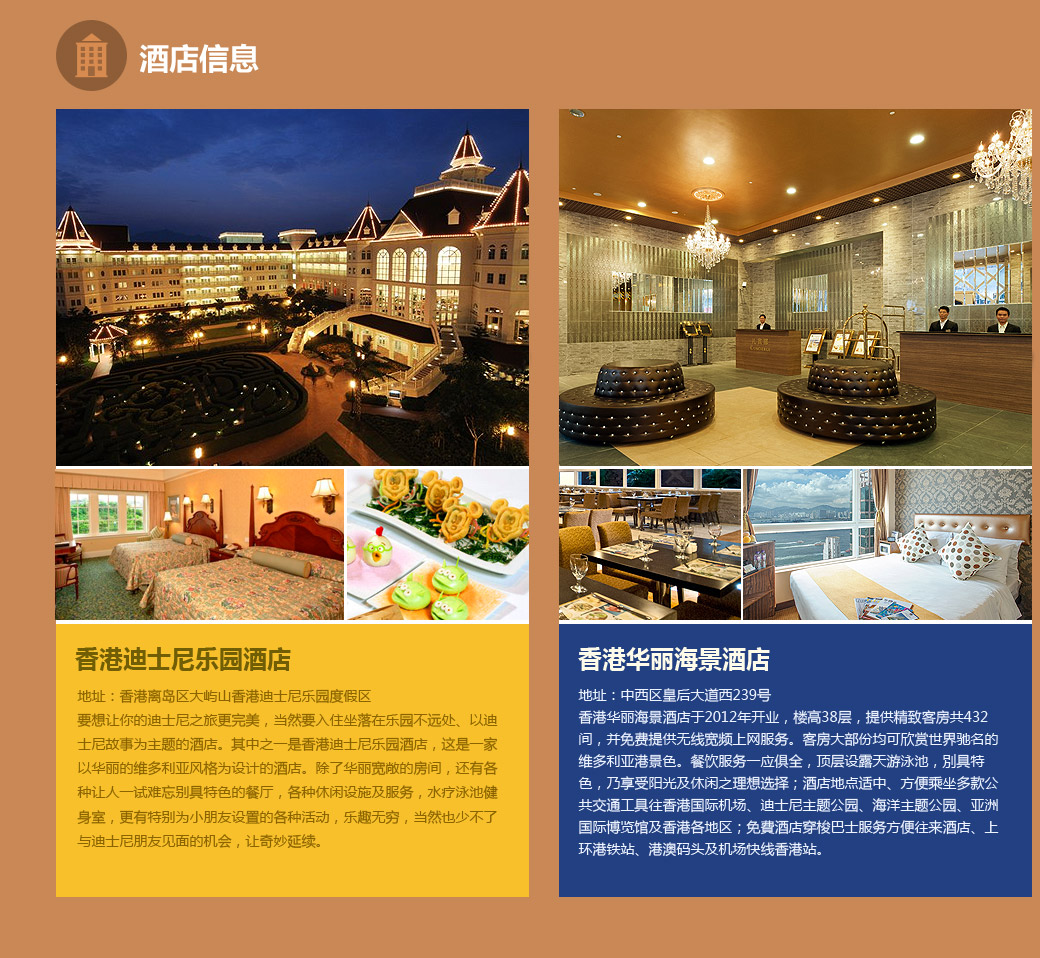 酒店信息
香港迪士尼乐园酒店
地址：香港离岛区大屿山香港迪士尼乐园度假区
要想让你的迪士尼之旅更完美，当然要入住坐落在乐园不远处、以迪
士尼故事为主题的酒店。其中之一是香港迪士尼乐园酒店，这是一家
以华丽的维多利亚风格为设计的酒店。除了华丽宽敞的房间，还有各
种让人一试难忘别具特色的餐厅，各种休闲设施及服务，水疗泳池健
身室，更有特别为小朋友设置的各种活动，乐趣无穷，当然也少不了
与迪士尼朋友见面的机会，让奇妙延续。
香港华丽海景酒店
地址：中西区皇后大道西239号
香港华丽海景酒店于2012年开业，楼高38层，提供精致客房共432
间，并免费提供无线宽频上网服务。客房大部份均可欣赏世界驰名的
维多利亚港景色。餐饮服务一应俱全，顶层设露天游泳池，別具特
色，乃享受阳光及休闲之理想选择；酒店地点适中、方便乘坐多款公
共交通工具往香港国际机场、迪士尼主题公园、海洋主题公园、亚洲
国际博览馆及香港各地区；免費酒店穿梭巴士服务方便往来酒店、上
环港铁站、港澳码头及机场快线香港站。